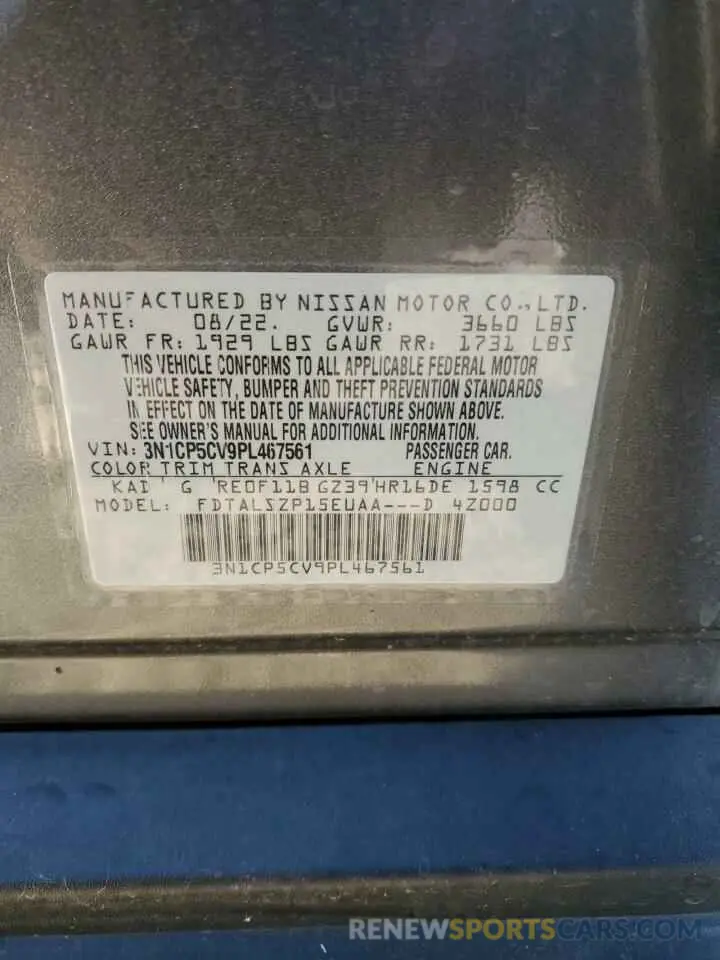 MANUFACTURED BY NISSAN MOTOR CO., LTD.
DATE: 08/22. GVWR: 3660 LBS
GAWR FR: 1929 LBS GAWR RR: 1731 LBS
THIS VEHICLE CONFORMS TO ALL APPLICABLE FEDERAL MOTOR
VEHICLE SAFETY, BUMPER AND THEFT PREVENTION STANDARDS
IN EFFECT ON THE DATE OF MANUFACTURE SHOWN ABOVE.
SEE OWNER'S MANUAL FOR ADDITIONAL INFORMATION.
VIN: 3N1CP5CV9PL467561 PASSENGER CAR.
COLOR TRIM TRANS AXLE ENGINE
KAD G RE0F11B GZ39 HR16DE 1598 CC
MODEL: FDTALSZP15EUAA---D 4Z000
3N1CP5CV9PL467561
RENEWSPORTSCARS.COM